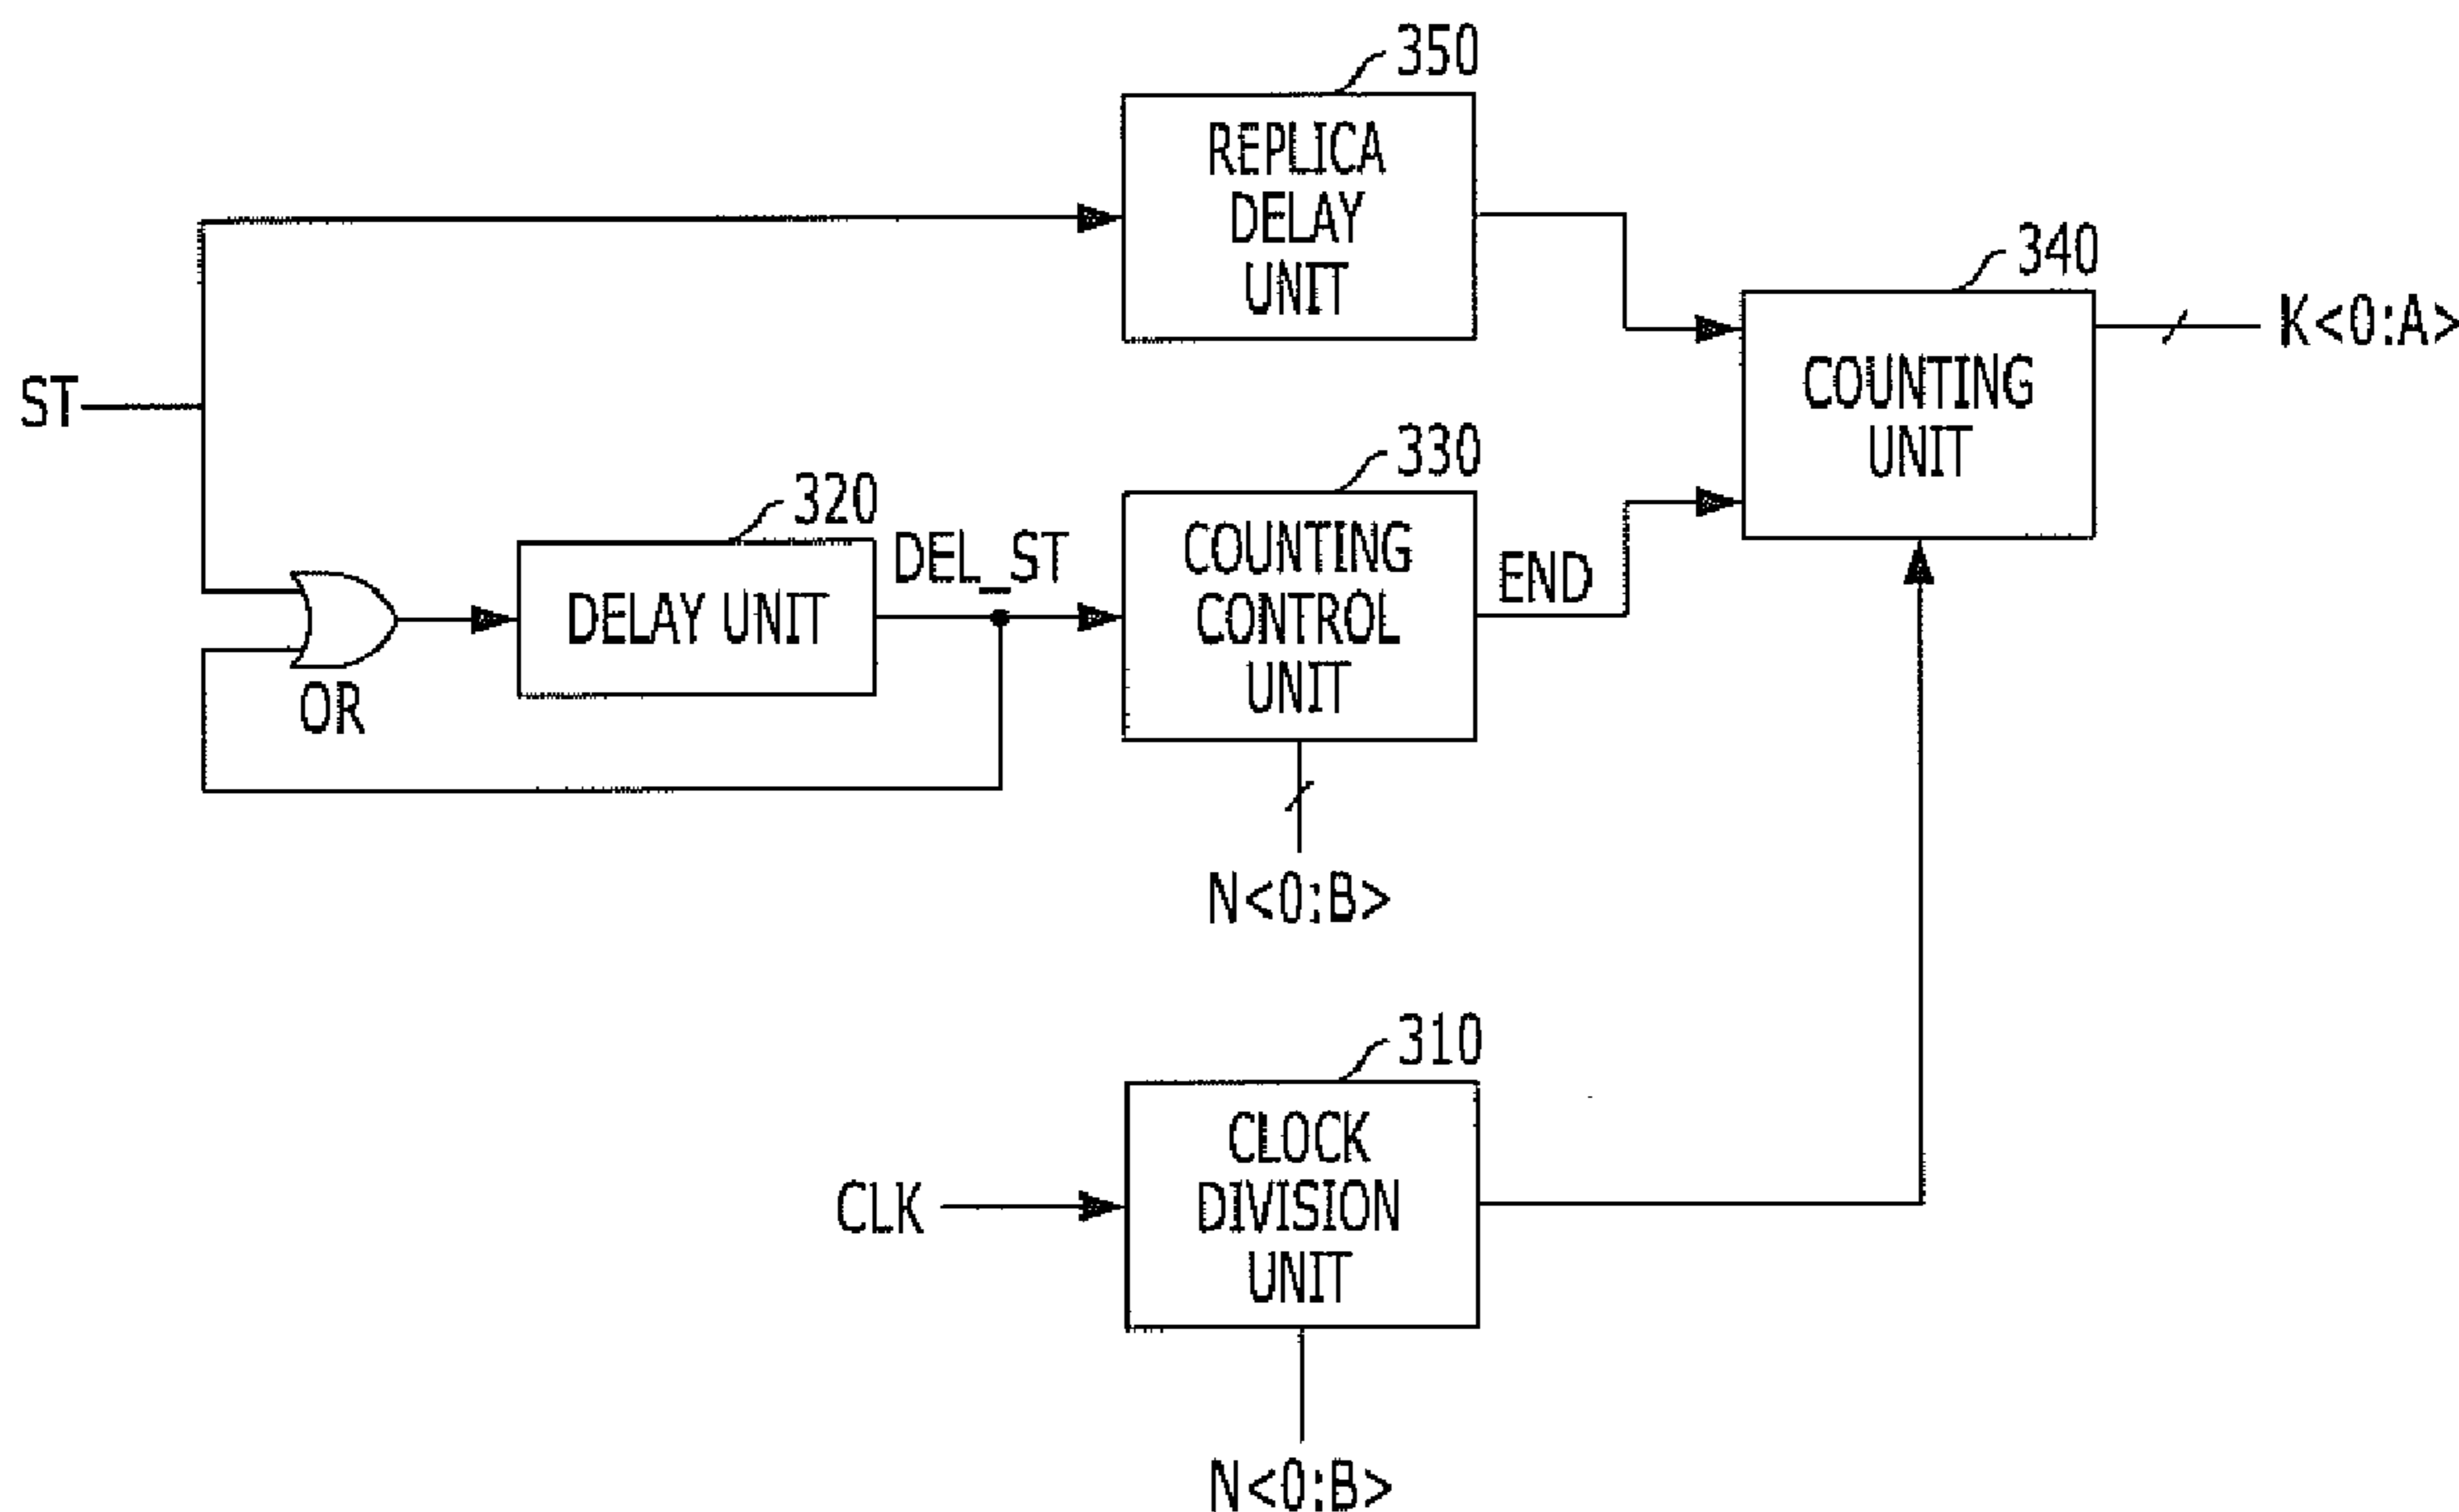 350
REPLICA
DELAY
UNIT
340
K<0:A>
COUNTING
UNIT
ST
330
320
DEL_ST
COUNTING
CONTROL
UNIT
END
DELAY UNIT
OR
N<0:B>
310
CLOCK
DIVISION
UNIT
CLK
N<0:B>